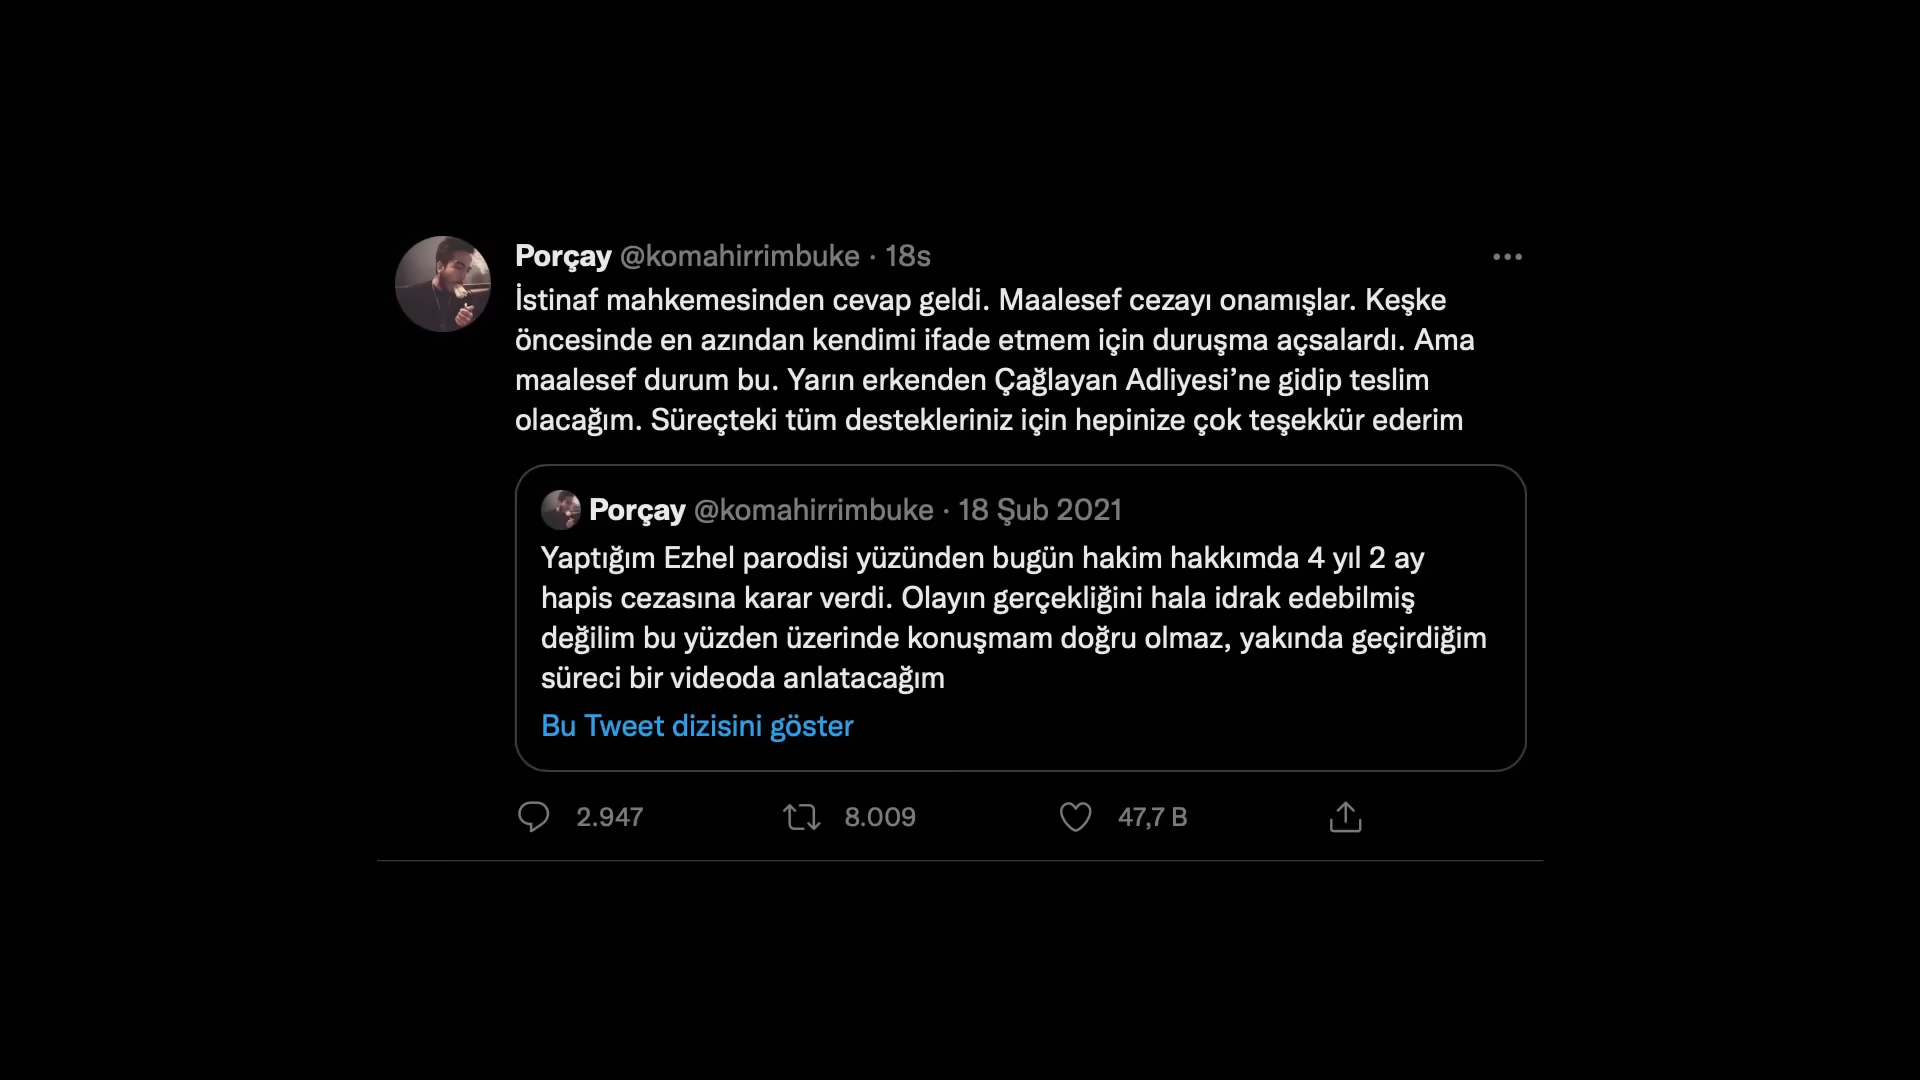 Porçay @komahirrimbuke · 18s
İstinaf mahkemesinden cevap geldi. Maalesef cezayı onamışlar. Keşke
öncesinde en azından kendimi ifade etmem için duruşma açsalardı. Ama
maalesef durum bu. Yarın erkenden Çağlayan Adliyesi’ne gidip teslim
olacağım. Süreçteki tüm destekleriniz için hepinize çok teşekkür ederim
Porçay @komahirrimbuke · 18 Şub 2021
Yaptığım Ezhel parodisi yüzünden bugün hakim hakkımda 4 yıl 2 ay
hapis cezasına karar verdi. Olayın gerçekliğini hala idrak edebilmiş
değilim bu yüzden üzerinde konuşmam doğru olmaz, yakında geçirdiğim
süreci bir videoda anlatacağım
Bu Tweet dizisini göster
2.947 8.009 47,7 B